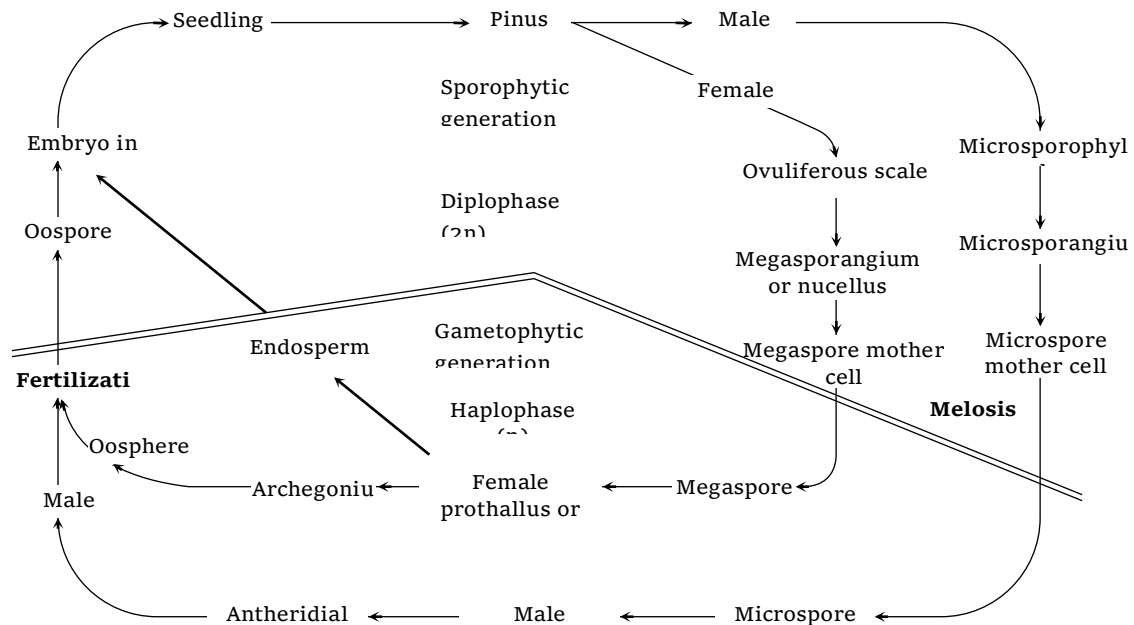 Seedling
Pinus
Male
Sporophytic
generation
Female
Embryo in
Microsporophyl
Ovuliferous scale
Diplophase
(2n)
Oospore
Microsporangiu
Megasporangium
or nucellus
Gametophytic
generation
Endosperm
Megaspore mother
cell
Microspore
mother cell
Fertilizati
Melosis
Haplophase
(n)
Oosphere
Female
prothallus or
Archegoniu
Megaspore
Male
Antheridial
Male
Microspore